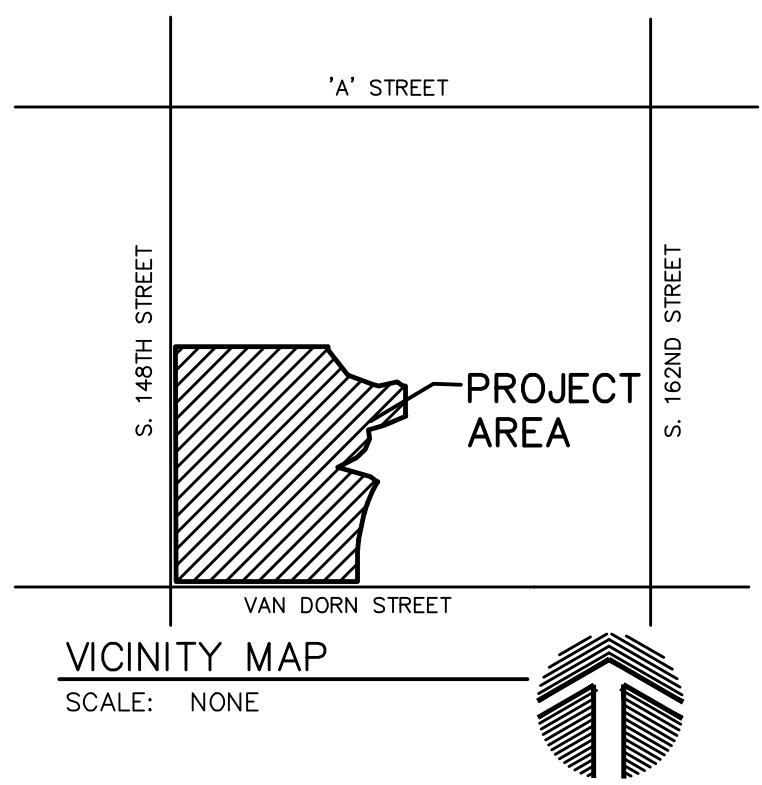 'A' STREET
S. 148TH STREET
S. 162ND STREET
PROJECT
AREA
VAN DORN STREET
VICINITY MAP
SCALE: NONE